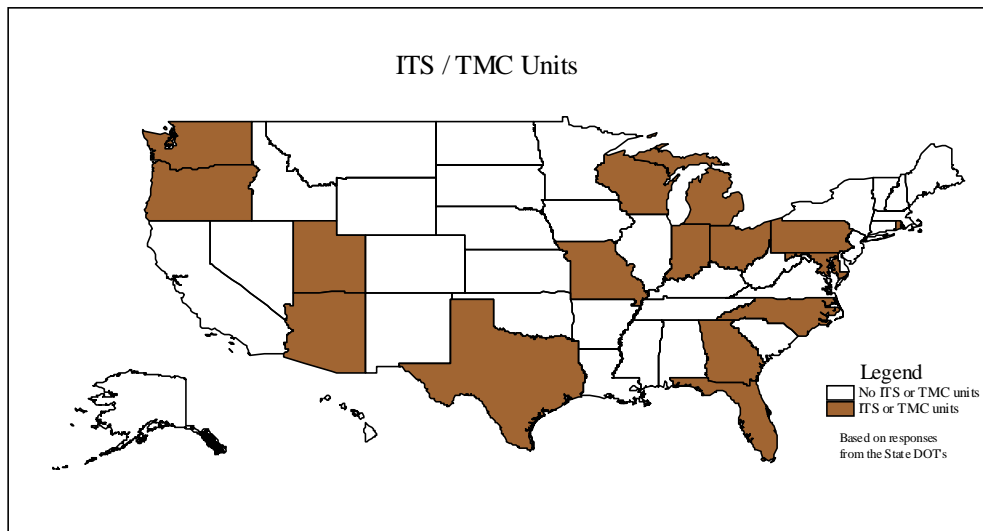 ITS / TMC Units
Legend
No ITS or TMC units
ITS or TMC units
Based on responses
from the State DOT's